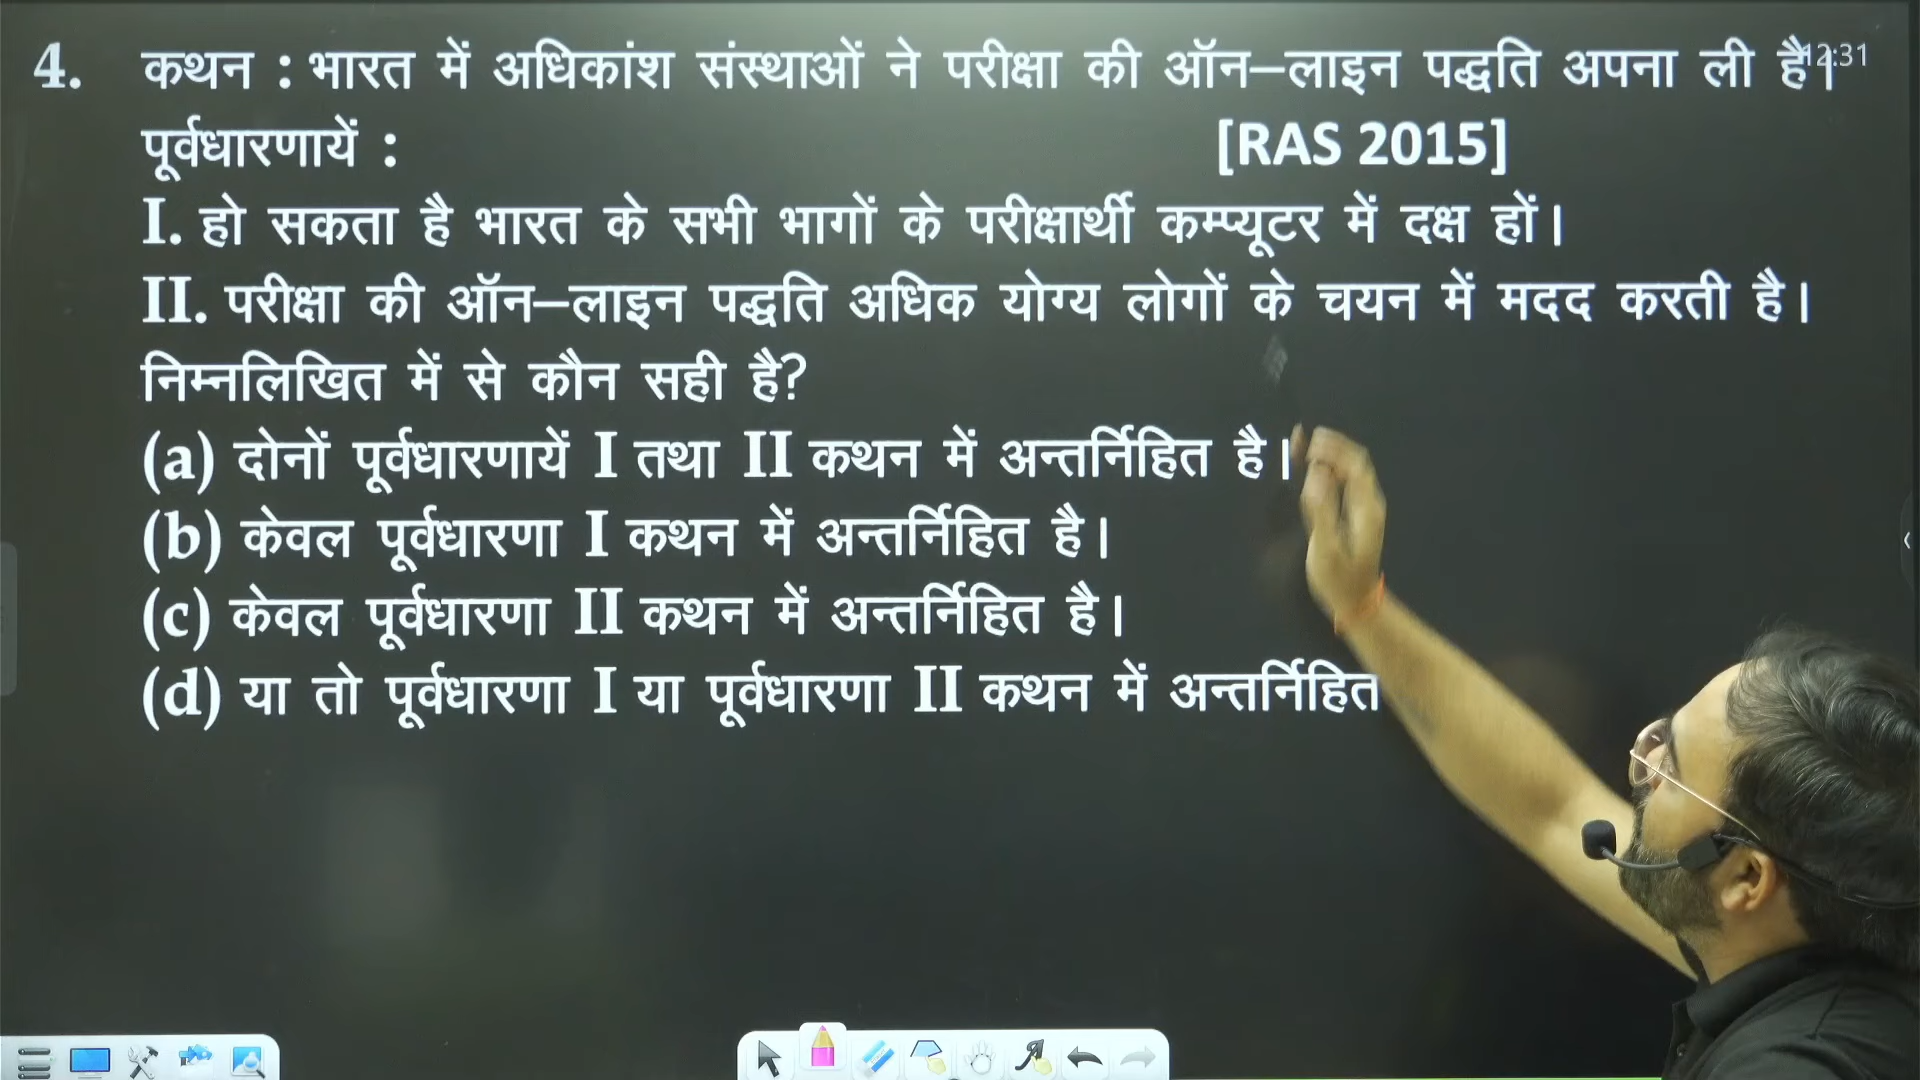 4. कथन : भारत में अधिकांश संस्थाओं ने परीक्षा की ऑन–लाइन पद्धति अपना ली है।
12:31
पूर्वधारणायें : [RAS 2015]
I. हो सकता है भारत के सभी भागों के परीक्षार्थी कम्प्यूटर में दक्ष हों।
II. परीक्षा की ऑन–लाइन पद्धति अधिक योग्य लोगों के चयन में मदद करती है।
निम्नलिखित में से कौन सही है?
(a) दोनों पूर्वधारणायें I तथा II कथन में अन्तर्निहित है।
(b) केवल पूर्वधारणा I कथन में अन्तर्निहित है।
(c) केवल पूर्वधारणा II कथन में अन्तर्निहित है।
(d) या तो पूर्वधारणा I या पूर्वधारणा II कथन में अन्तर्निहित